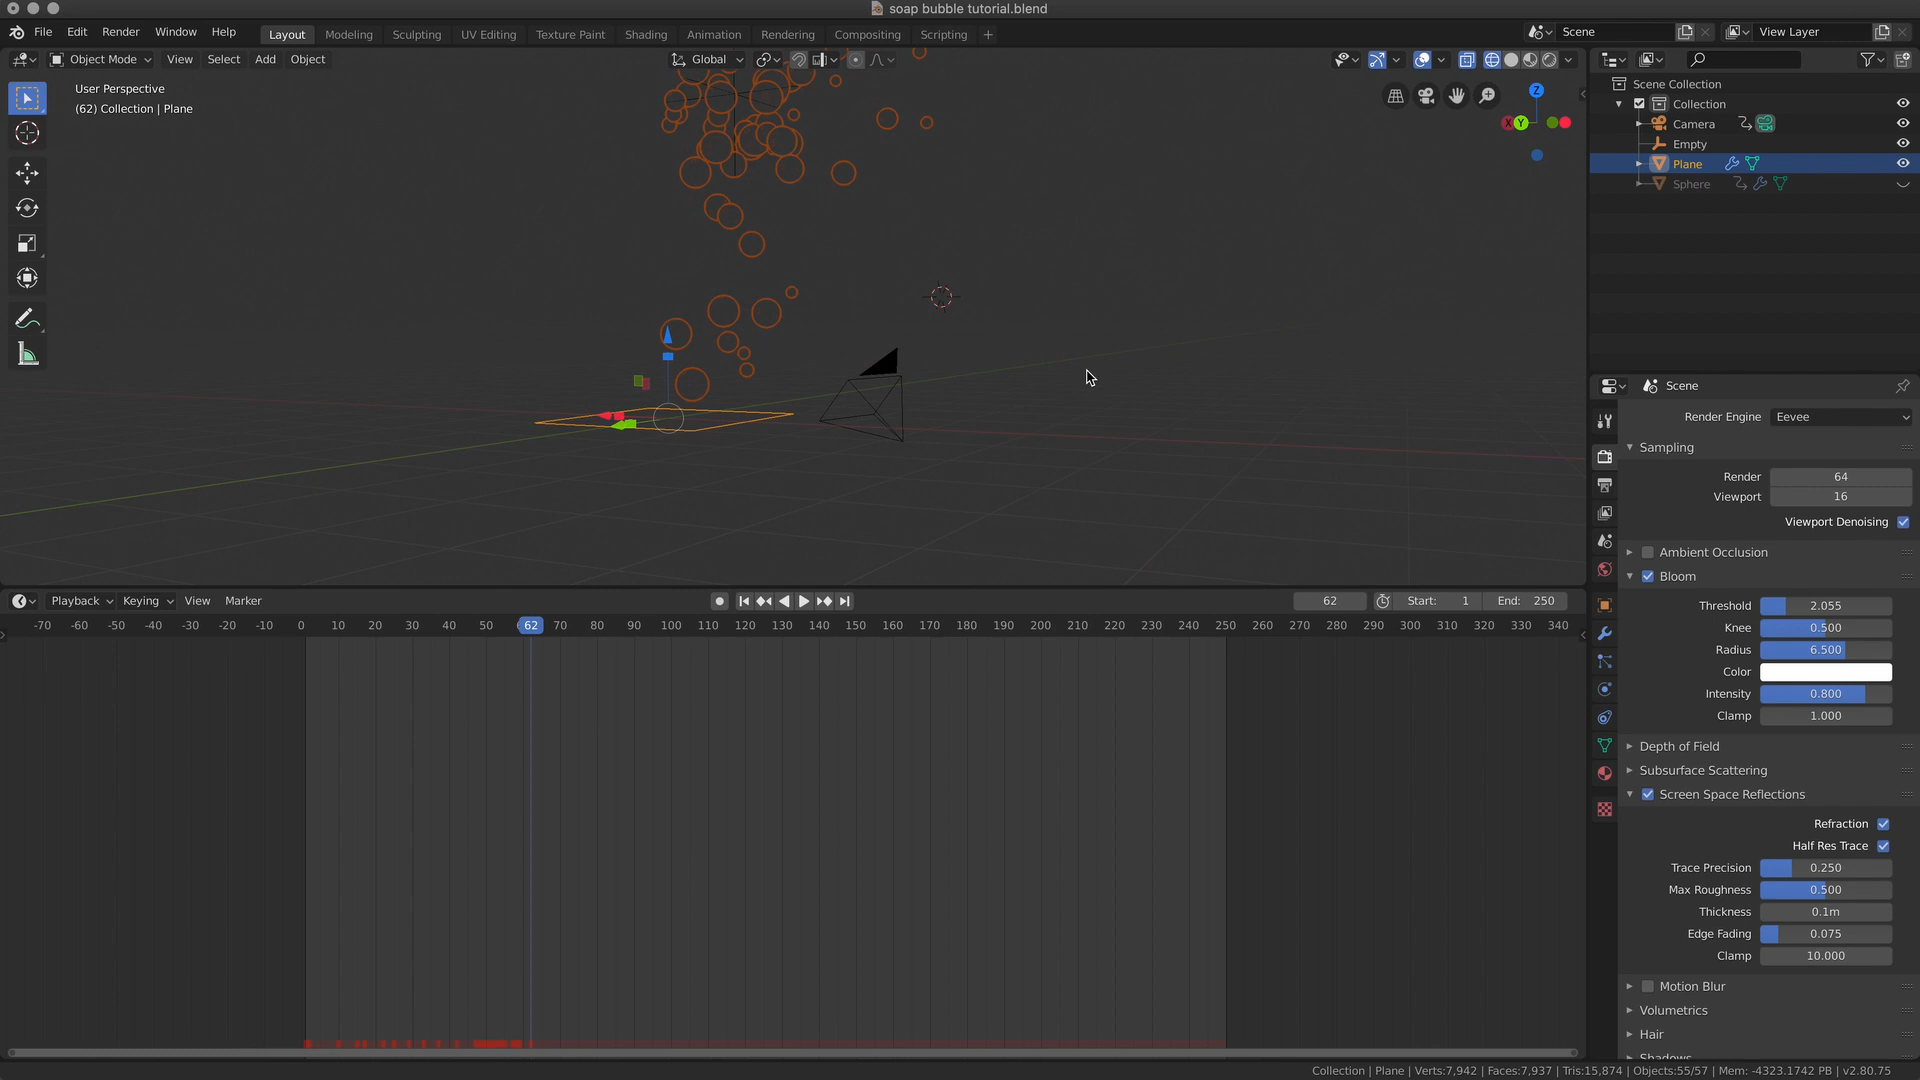 soap bubble tutorial.blend
File Edit Render Window Help
Layout Modeling Sculpting UV Editing Texture Paint Shading Animation Rendering Compositing Scripting +
Scene
View Layer
Object Mode View Select Add Object
Global
User Perspective
(62) Collection | Plane
Z
X Y
Scene Collection
Collection
Camera
Empty
Plane
Sphere
Scene
Render Engine Eevee
Sampling
Render 64
Viewport 16
Viewport Denoising
Ambient Occlusion
Bloom
Threshold 2.055
Knee 0.500
Radius 6.500
Color
Intensity 0.800
Clamp 1.000
Depth of Field
Subsurface Scattering
Screen Space Reflections
Refraction
Half Res Trace
Trace Precision 0.250
Max Roughness 0.500
Thickness 0.1m
Edge Fading 0.075
Clamp 10.000
Motion Blur
Volumetrics
Hair
Shadows
Playback Keying View Marker
62 Start: 1 End: 250
-70 -60 -50 -40 -30 -20 -10 0 10 20 30 40 50 62 70 80 90 100 110 120 130 140 150 160 170 180 190 200 210 220 230 240 250 260 270 280 290 300 310 320 330 340
Collection | Plane | Verts:7,942 | Faces:7,937 | Tris:15,874 | Objects:55/57 | Mem: -4323.1742 PB | v2.80.75